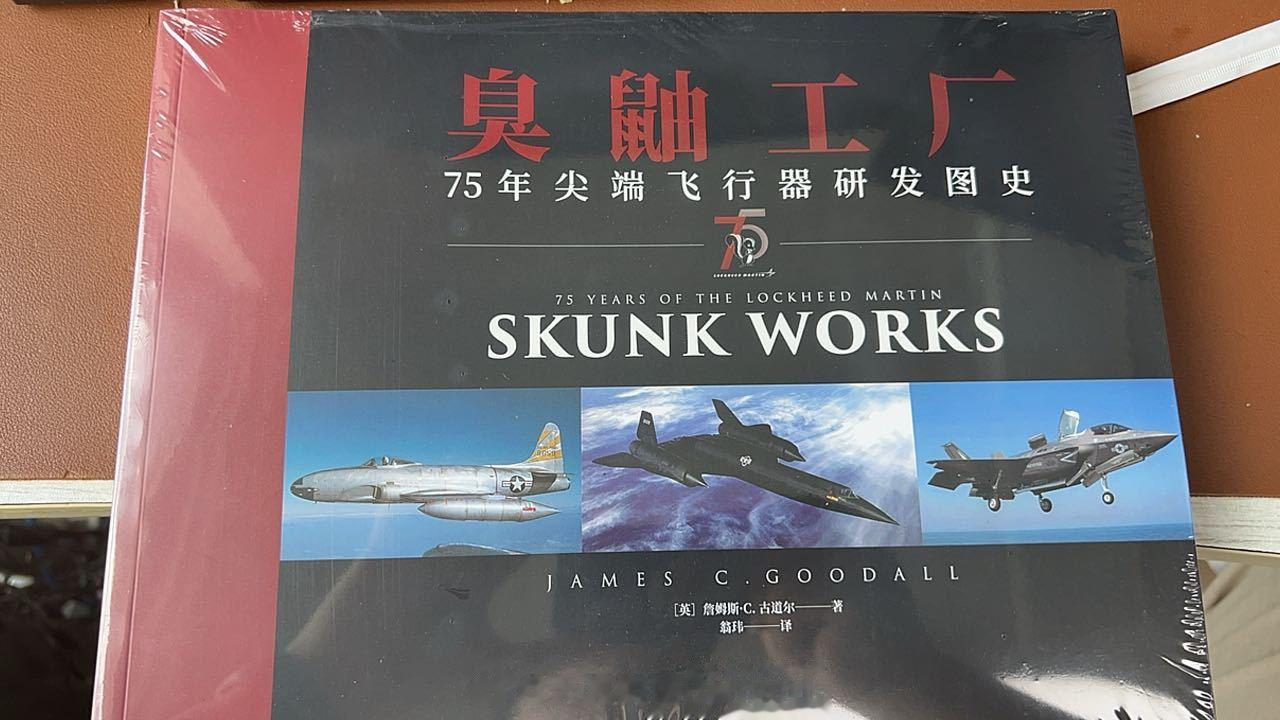 臭鼬工厂
75年尖端飞行器研发图史
75
LOCKHEED MARTIN
75 YEARS OF THE LOCKHEED MARTIN
SKUNK WORKS
JAMES C. GOODALL
[英] 詹姆斯·C. 古道尔——著
翁玮——译